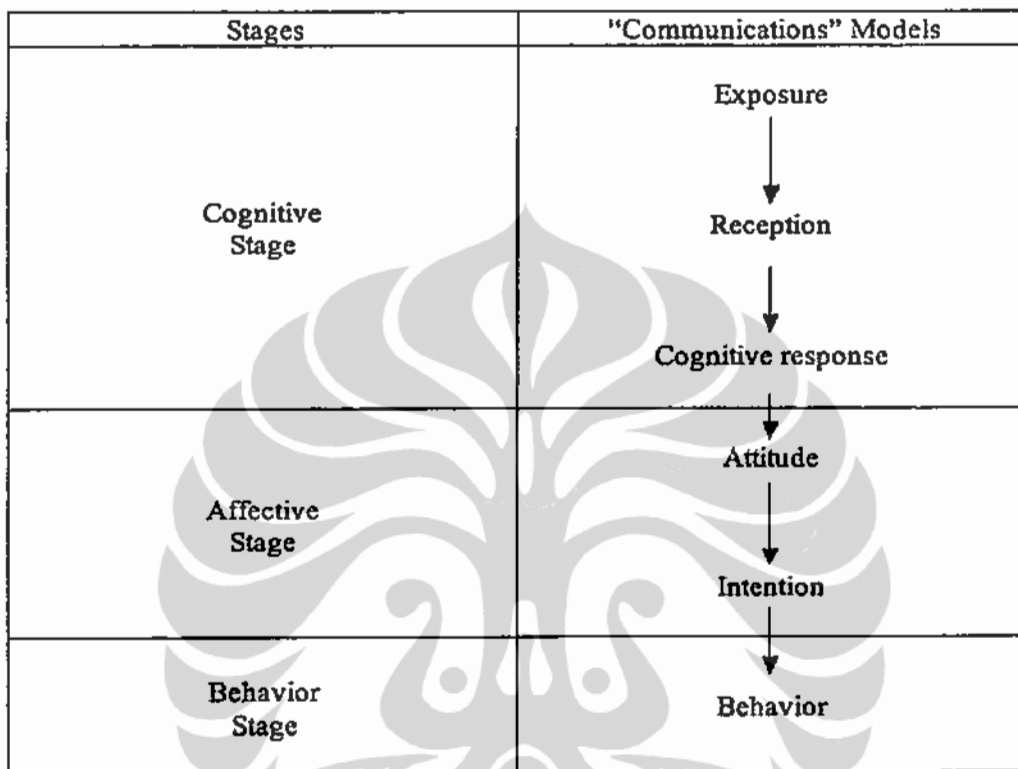 Stages
"Communications" Models
Cognitive
Stage
Exposure
Reception
Cognitive response
Affective
Stage
Attitude
Intention
Behavior
Stage
Behavior